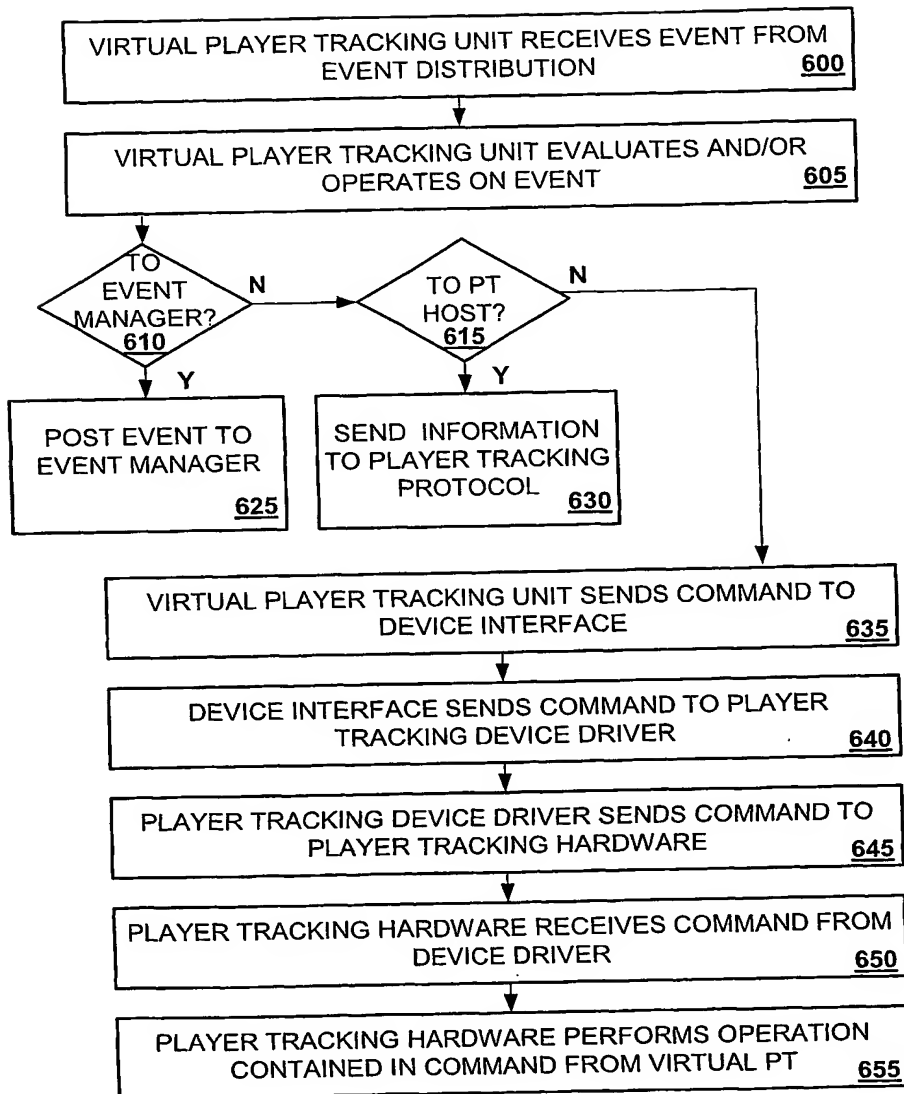 VIRTUAL PLAYER TRACKING UNIT RECEIVES EVENT FROM
EVENT DISTRIBUTION
600
VIRTUAL PLAYER TRACKING UNIT EVALUATES AND/OR
OPERATES ON EVENT
605
TO
EVENT
MANAGER?
610
N
Y
TO PT
HOST?
615
N
Y
POST EVENT TO
EVENT MANAGER
625
SEND INFORMATION
TO PLAYER TRACKING
PROTOCOL
630
VIRTUAL PLAYER TRACKING UNIT SENDS COMMAND TO
DEVICE INTERFACE
635
DEVICE INTERFACE SENDS COMMAND TO PLAYER
TRACKING DEVICE DRIVER
640
PLAYER TRACKING DEVICE DRIVER SENDS COMMAND TO
PLAYER TRACKING HARDWARE
645
PLAYER TRACKING HARDWARE RECEIVES COMMAND FROM
DEVICE DRIVER
650
PLAYER TRACKING HARDWARE PERFORMS OPERATION
CONTAINED IN COMMAND FROM VIRTUAL PT
655